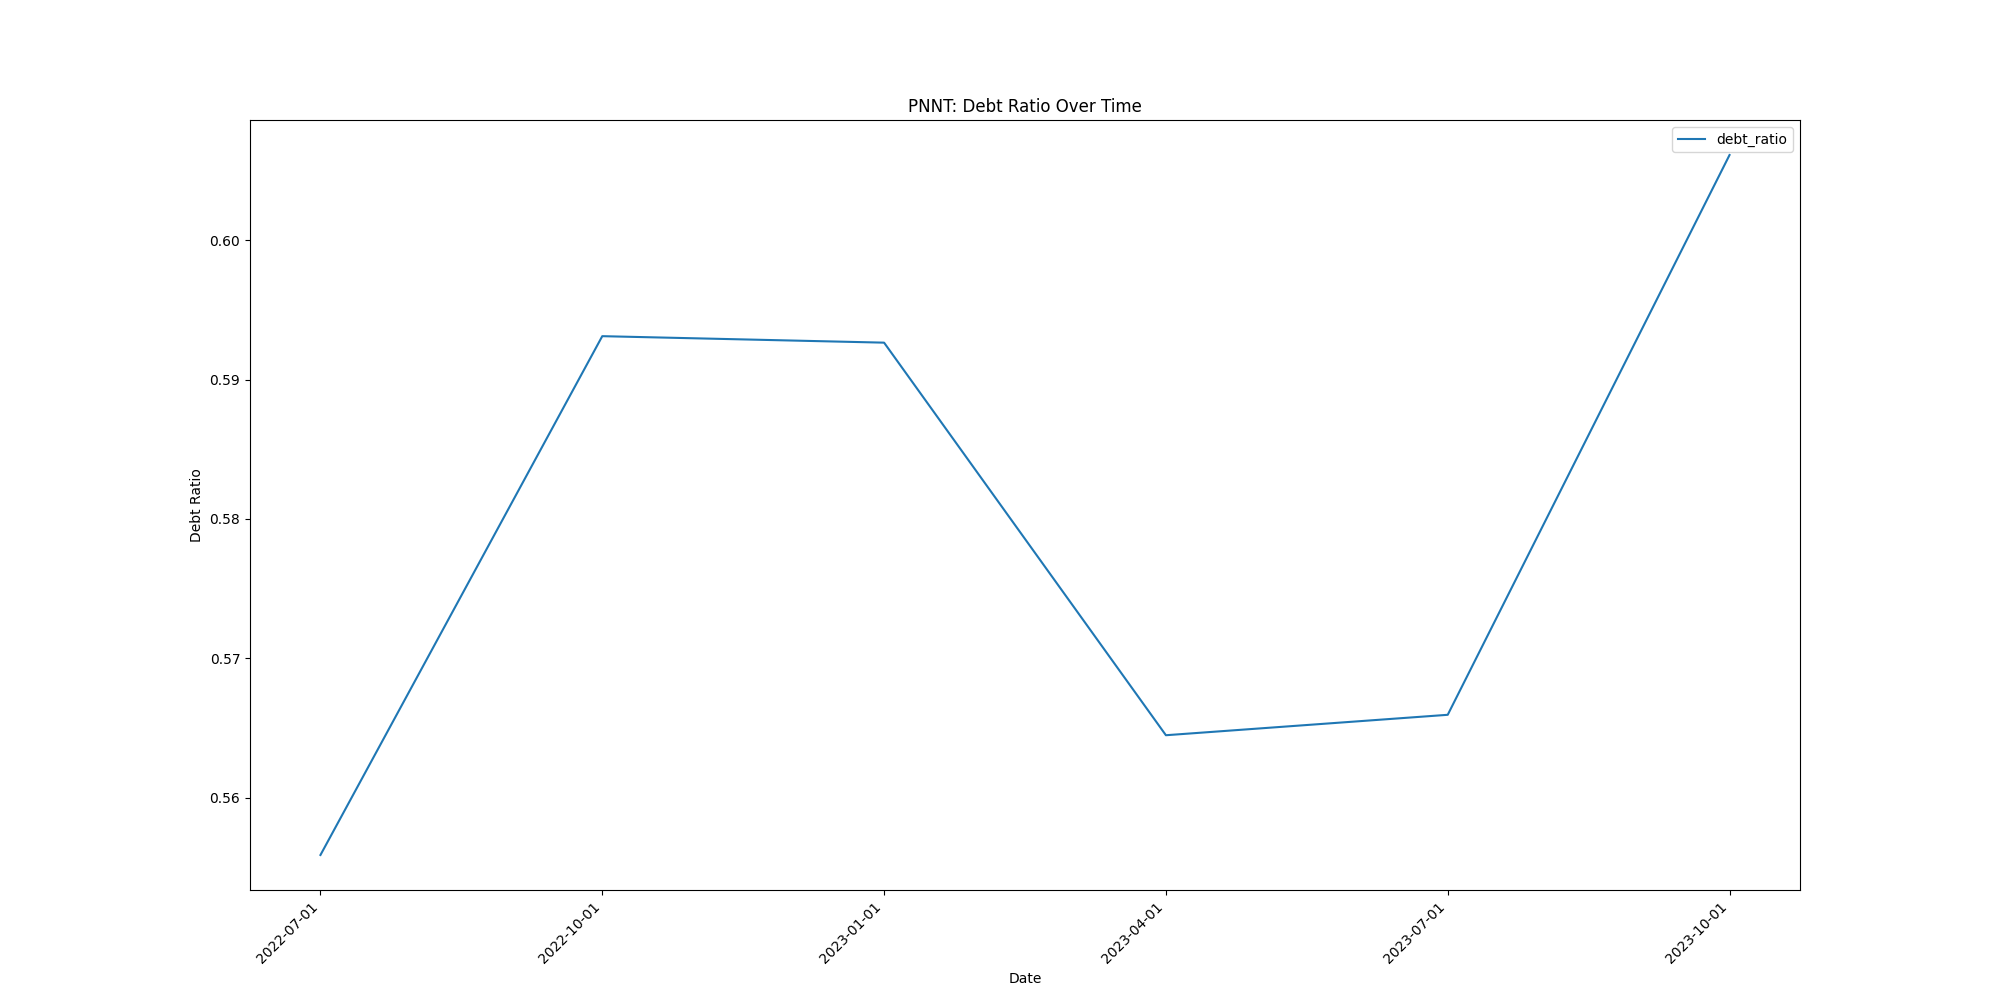 PNNT: Debt Ratio Over Time
debt_ratio
Debt Ratio
0.60
0.59
0.58
0.57
0.56
2022-07-01
2022-10-01
2023-01-01
2023-04-01
2023-07-01
2023-10-01
Date